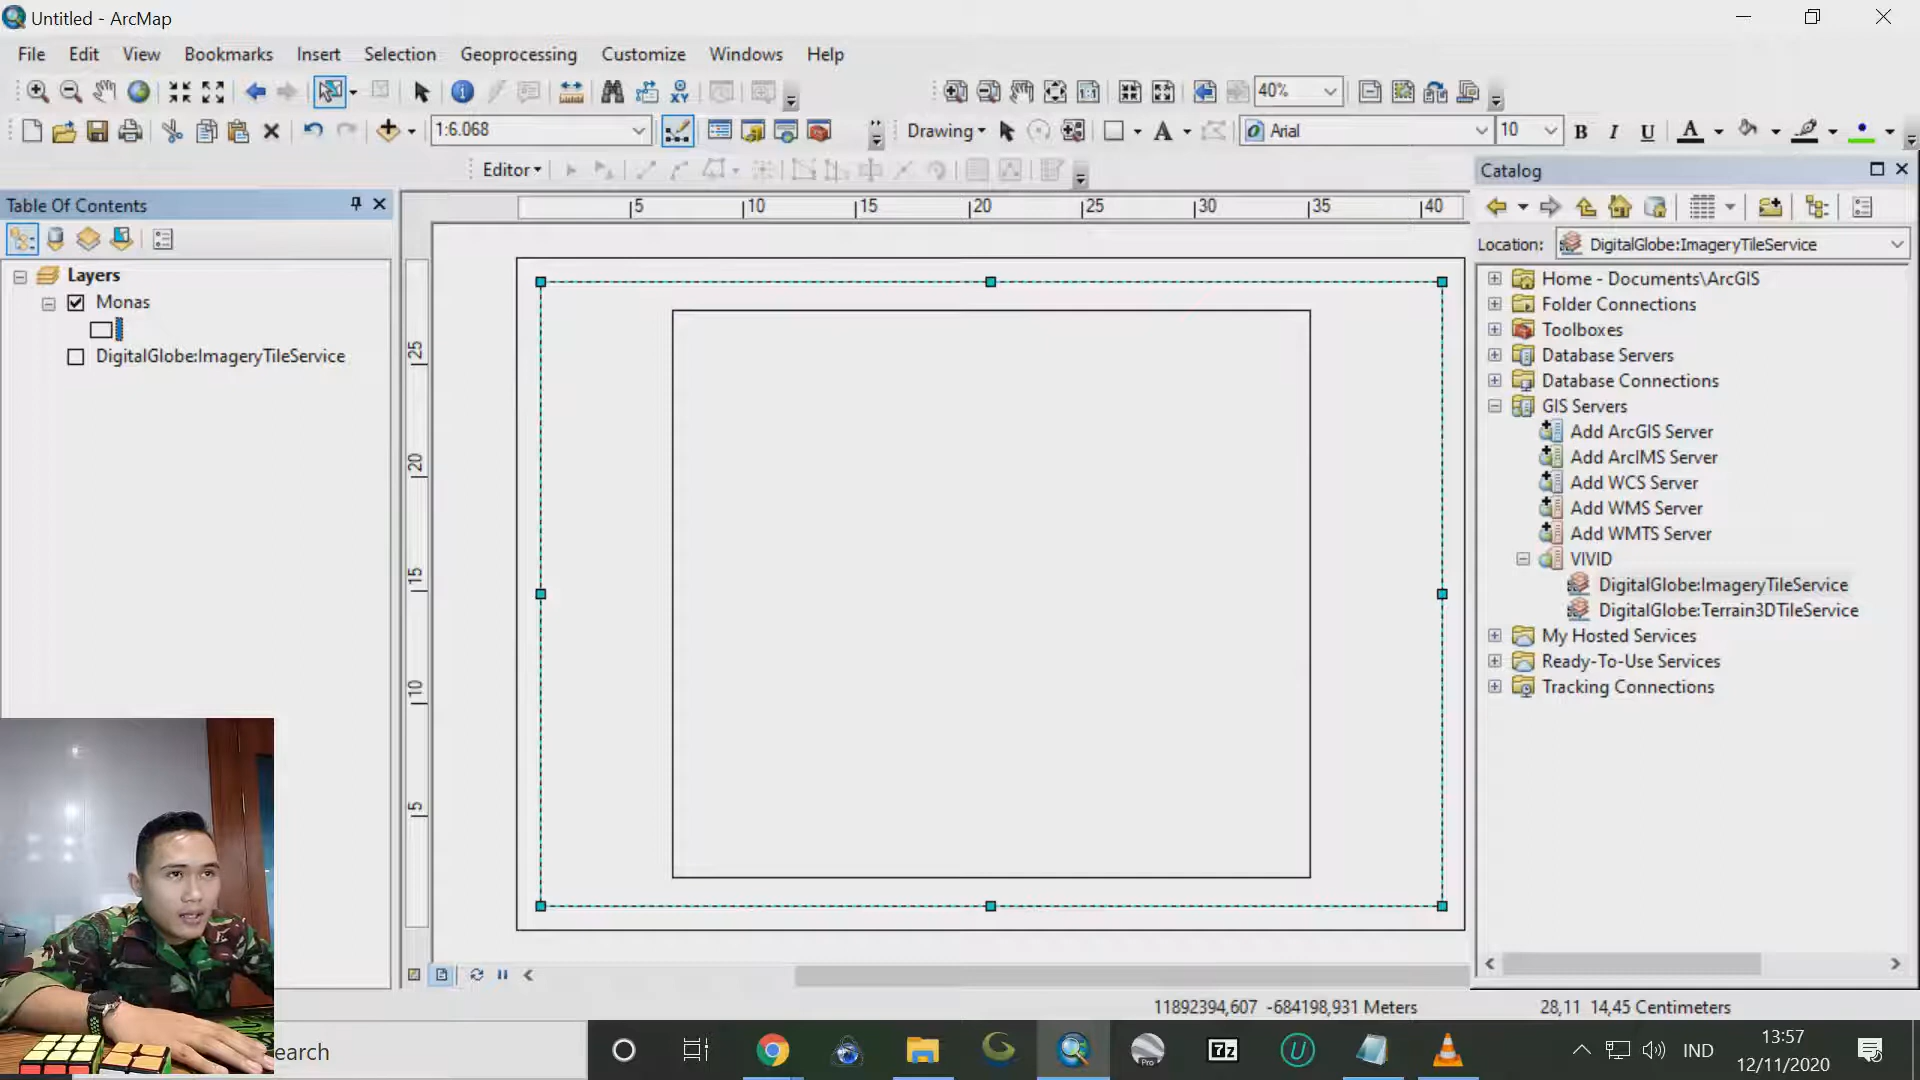 Untitled - ArcMap
File Edit View Bookmarks Insert Selection Geoprocessing Customize Windows Help
XY 40%
1:6.068 Drawing A Arial 10 B I U A
Editor
Catalog
Table Of Contents
5 10 15 20 25 30 35 40
Location: DigitalGlobe:ImageryTileService
Layers
Monas
DigitalGlobe:ImageryTileService
25
20
15
10
5
Home - Documents\ArcGIS
Folder Connections
Toolboxes
Database Servers
Database Connections
GIS Servers
Add ArcGIS Server
Add ArcIMS Server
Add WCS Server
Add WMS Server
Add WMTS Server
VIVID
DigitalGlobe:ImageryTileService
DigitalGlobe:Terrain3DTileService
My Hosted Services
Ready-To-Use Services
Tracking Connections
11892394,607 -684198,931 Meters 28,11 14,45 Centimeters
earch
Pro 7z U IND 13:57
12/11/2020